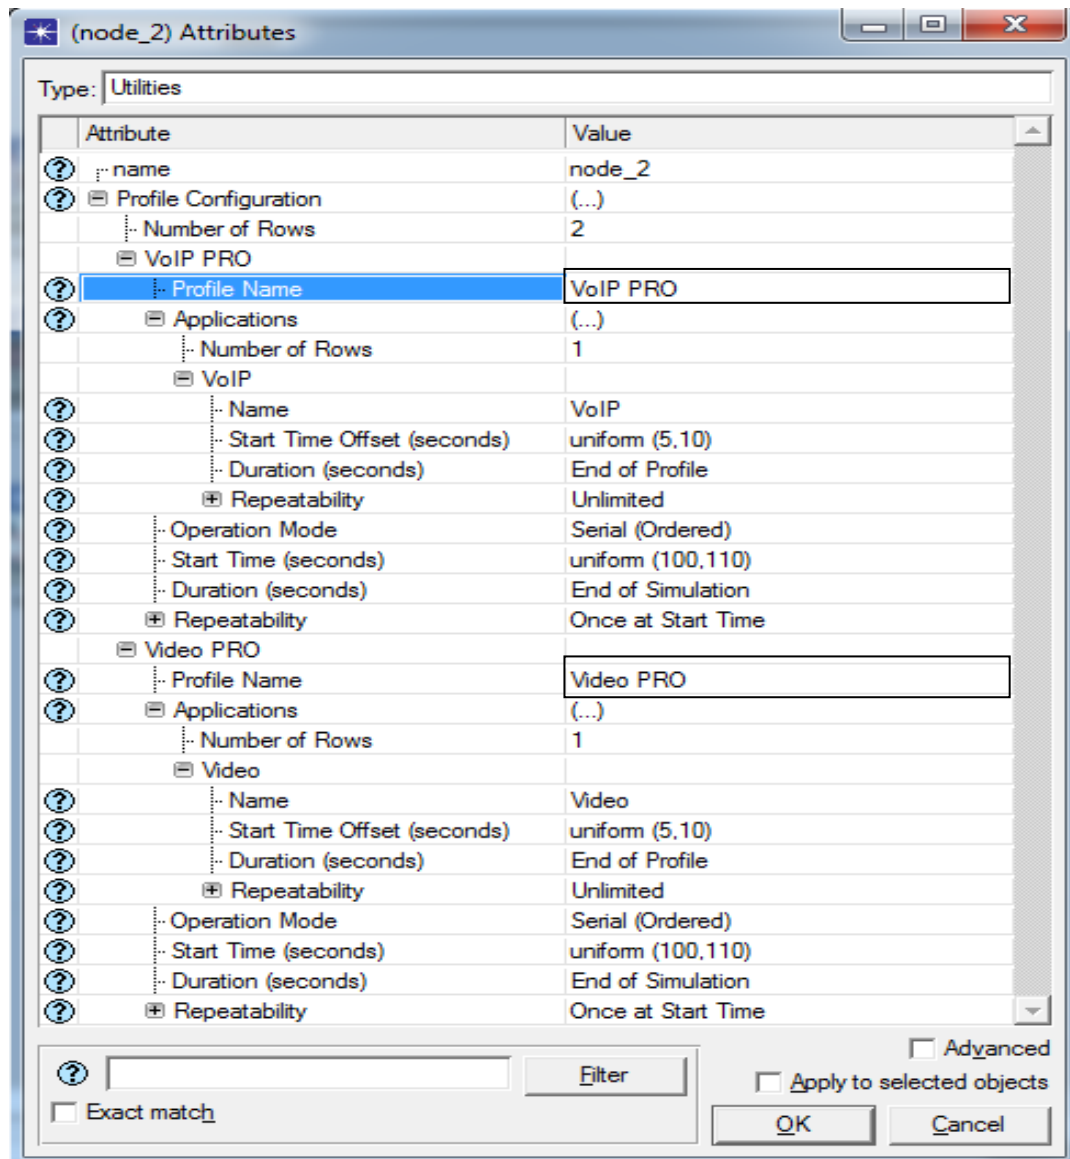 (node_2) Attributes
Type: Utilities
Attribute Value
name node_2
Profile Configuration (...)
Number of Rows 2
VoIP PRO
Profile Name VoIP PRO
Applications (...)
Number of Rows 1
VoIP
Name VoIP
Start Time Offset (seconds) uniform (5,10)
Duration (seconds) End of Profile
Repeatability Unlimited
Operation Mode Serial (Ordered)
Start Time (seconds) uniform (100,110)
Duration (seconds) End of Simulation
Repeatability Once at Start Time
Video PRO
Profile Name Video PRO
Applications (...)
Number of Rows 1
Video
Name Video
Start Time Offset (seconds) uniform (5,10)
Duration (seconds) End of Profile
Repeatability Unlimited
Operation Mode Serial (Ordered)
Start Time (seconds) uniform (100,110)
Duration (seconds) End of Simulation
Repeatability Once at Start Time
Advanced
Filter
Apply to selected objects
Exact match
OK Cancel